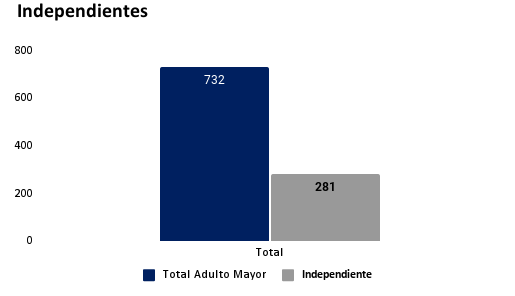 Independientes
800
600
400
200
0
732
281
Total
Total Adulto Mayor
Independiente